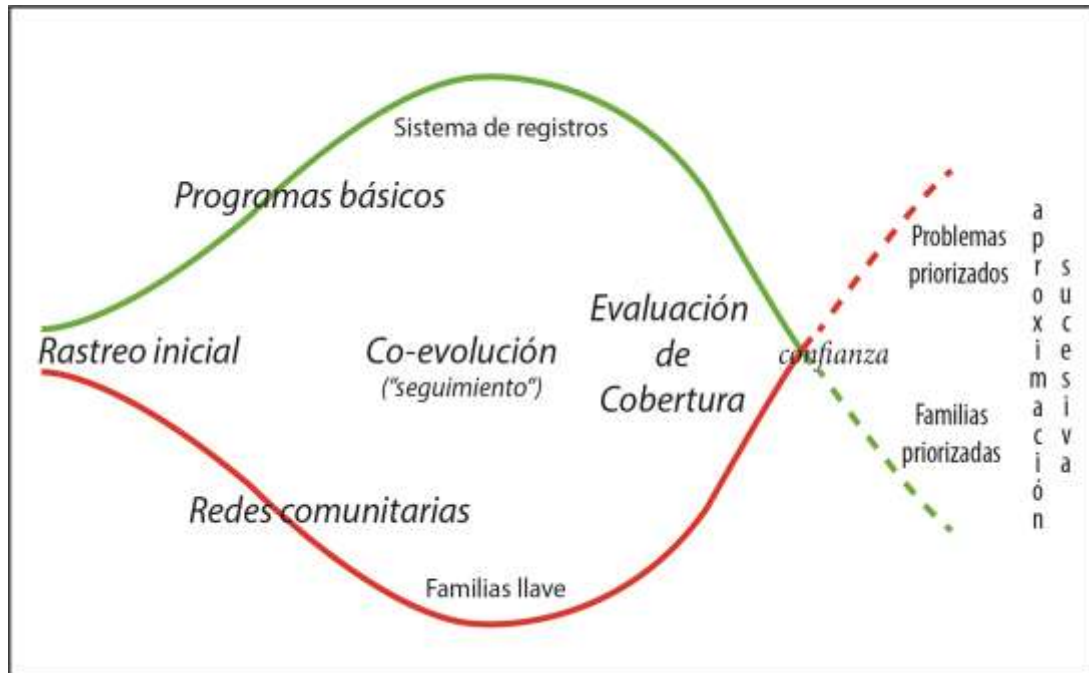 Sistema de registros
Programas básicos
Rastreo inicial
Co-evolución
("seguimiento")
Evaluación
de
Cobertura
confianza
Redes comunitarias
Familias llave
Problemas
priorizados
Familias
priorizadas
aproximación
sucesiva